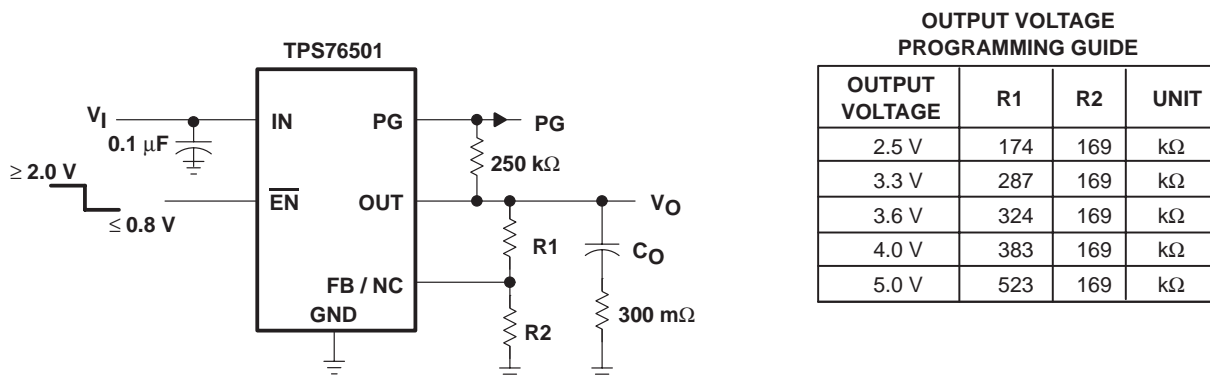 TPS76501
V_I
0.1 μF
≥ 2.0 V
≤ 0.8 V
IN
PG
PG
250 kΩ
E̅N̅
OUT
V_O
R1
C_O
FB / NC
GND
R2
300 mΩ
OUTPUT VOLTAGE
PROGRAMMING GUIDE
OUTPUT
VOLTAGE
R1 R2 UNIT
2.5 V 174 169 kΩ
3.3 V 287 169 kΩ
3.6 V 324 169 kΩ
4.0 V 383 169 kΩ
5.0 V 523 169 kΩ